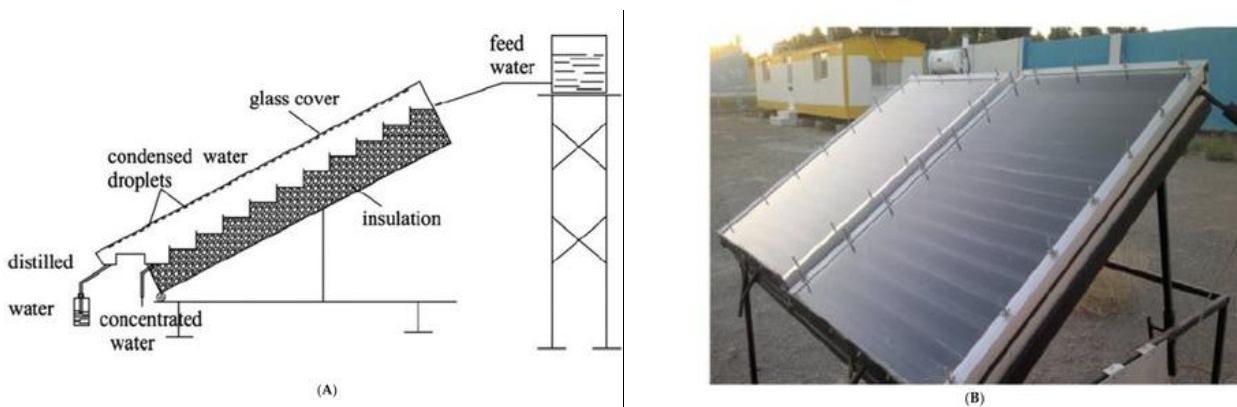 feed
water
glass cover
condensed water
droplets
insulation
distilled
water
concentrated
water
(A)
(B)